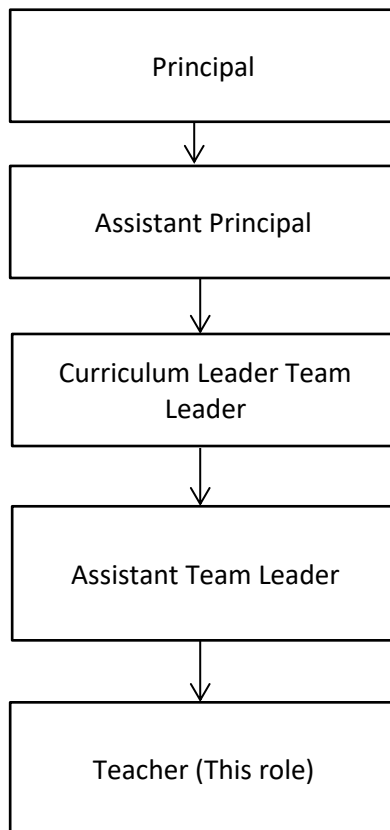 Principal
Assistant Principal
Curriculum Leader Team
Leader
Assistant Team Leader
Teacher (This role)